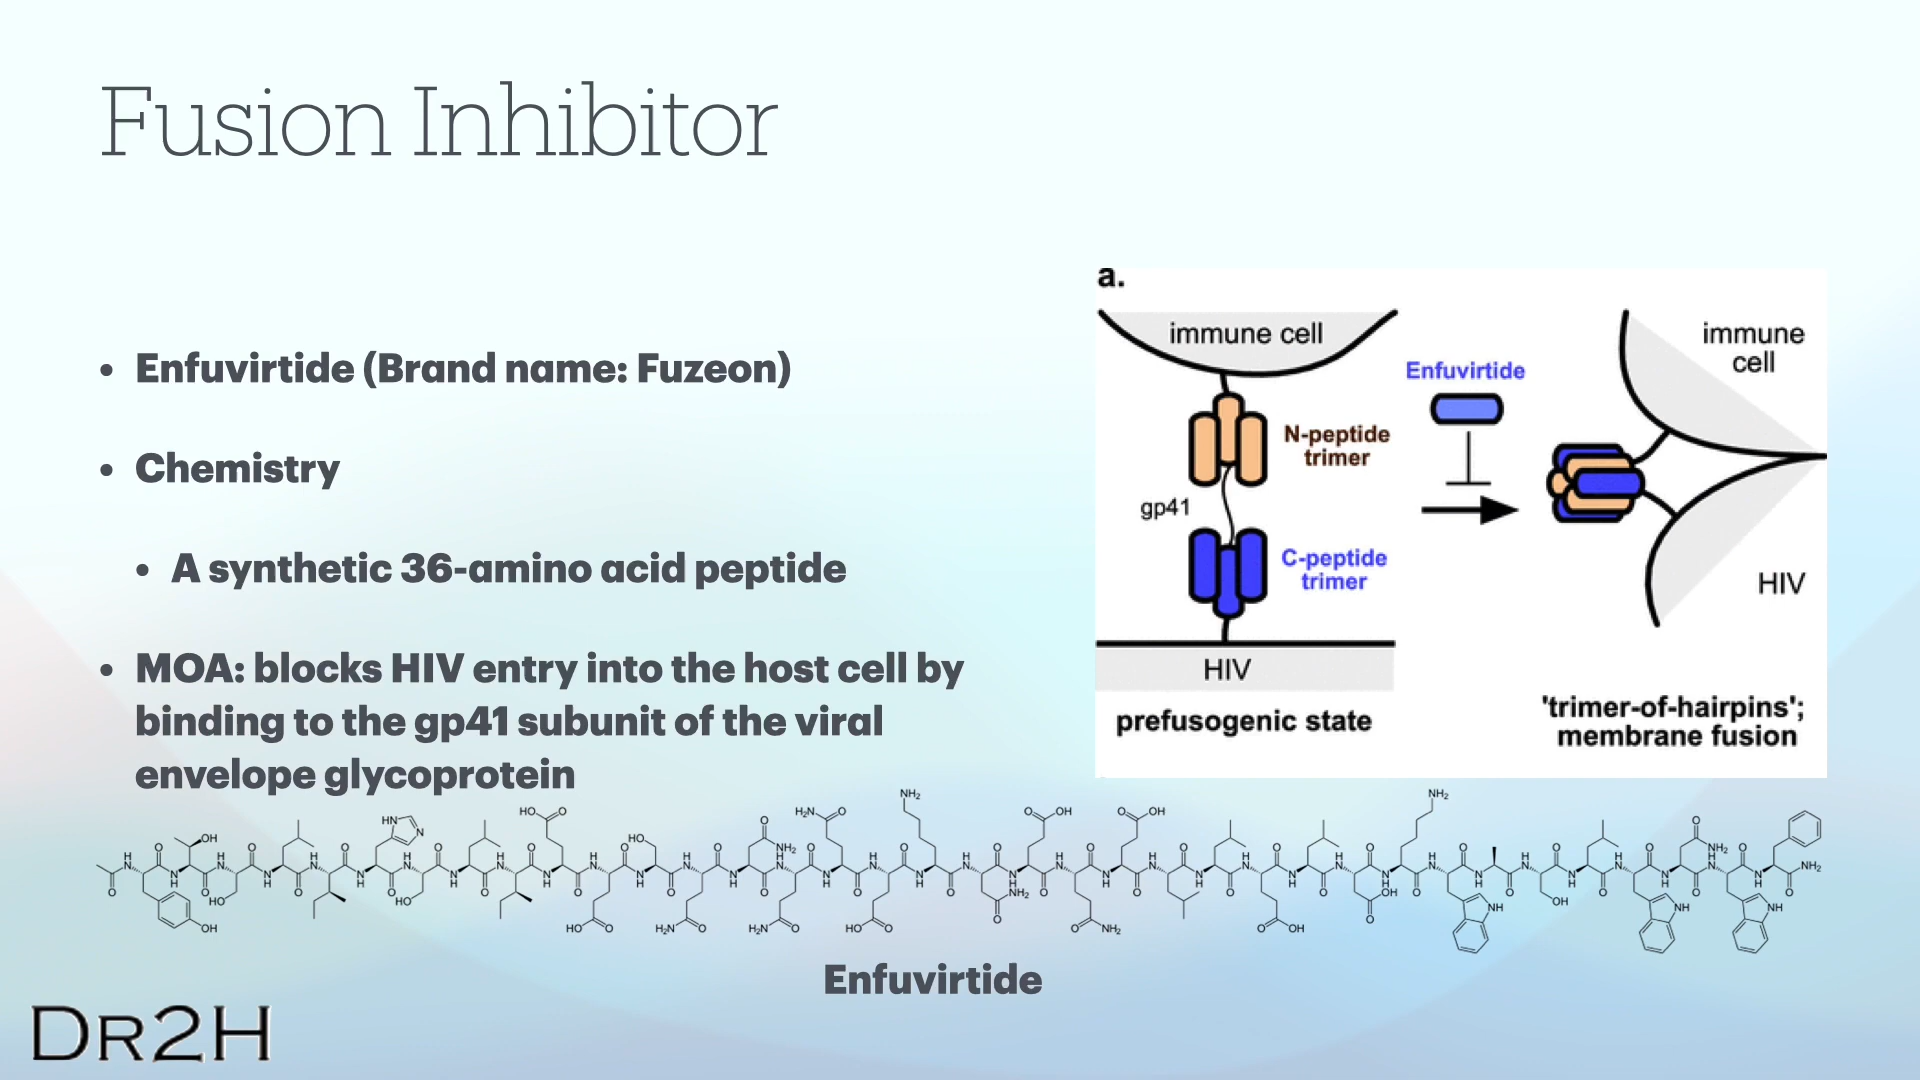 Fusion Inhibitor
• Enfuvirtide (Brand name: Fuzeon)
• Chemistry
• A synthetic 36-amino acid peptide
• MOA: blocks HIV entry into the host cell by
binding to the gp41 subunit of the viral
envelope glycoprotein
a.
immune cell
N-peptide
trimer
gp41
C-peptide
trimer
HIV
prefusogenic state
Enfuvirtide
immune
cell
HIV
'trimer-of-hairpins';
membrane fusion
Enfuvirtide
DR2H